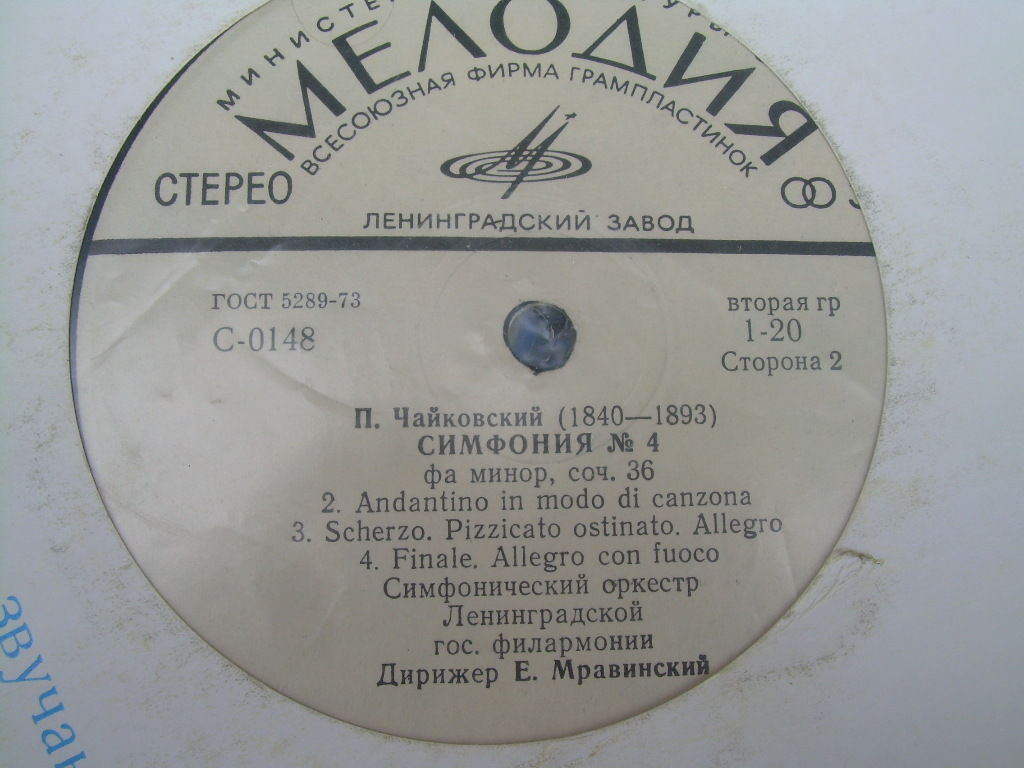 МЕЛОДИЯ
ВСЕСОЮЗНАЯ ФИРМА ГРАМПЛАСТИНОК
СТЕРЕО
ЛЕНИНГРАДСКИЙ ЗАВОД
ГОСТ 5289-73
С-0148
вторая гр
1-20
Сторона 2
П. Чайковский (1840—1893)
СИМФОНИЯ № 4
фа минор, соч. 36
2. Andantino in modo di canzona
3. Scherzo. Pizzicato ostinato. Allegro
4. Finale. Allegro con fuoco
Симфонический оркестр
Ленинградской
гос. филармонии
Дирижер Е. Мравинский